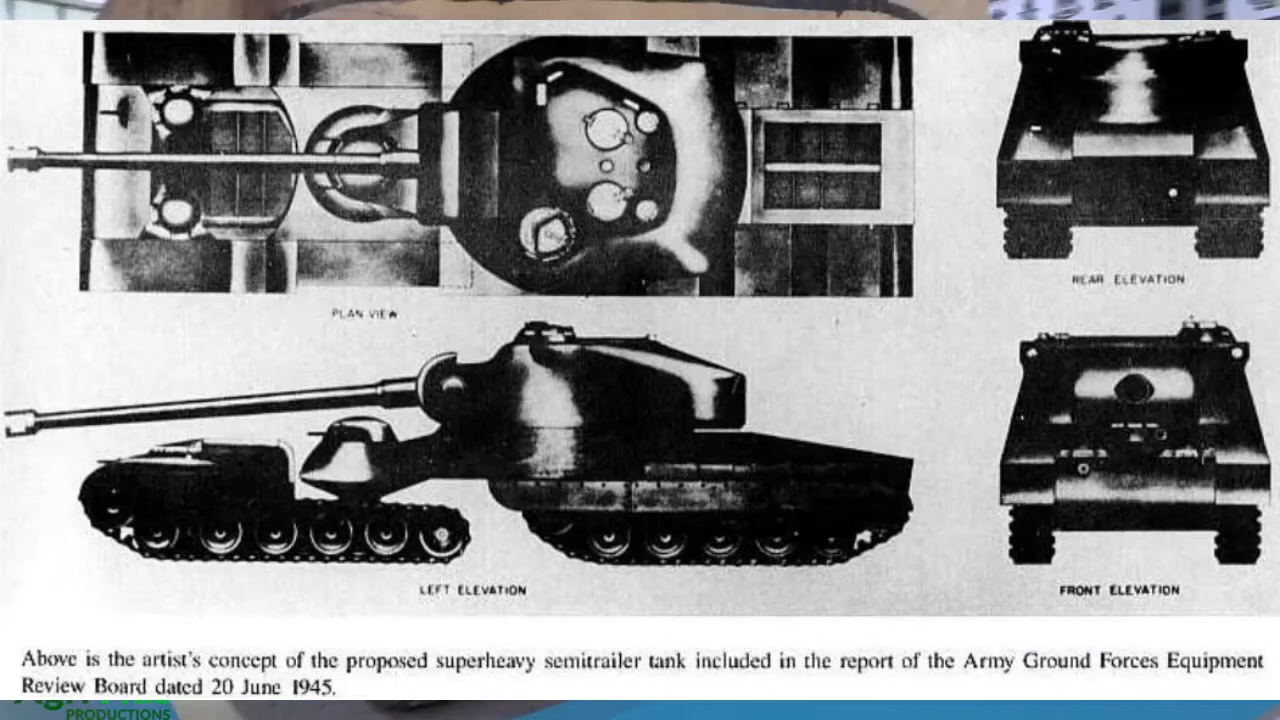 REAR ELEVATION
PLAN VIEW
LEFT ELEVATION
FRONT ELEVATION
Above is the artist's concept of the proposed superheavy semitrailer tank included in the report of the Army Ground Forces Equipment
Review Board dated 20 June 1945.
PRODUCTIONS